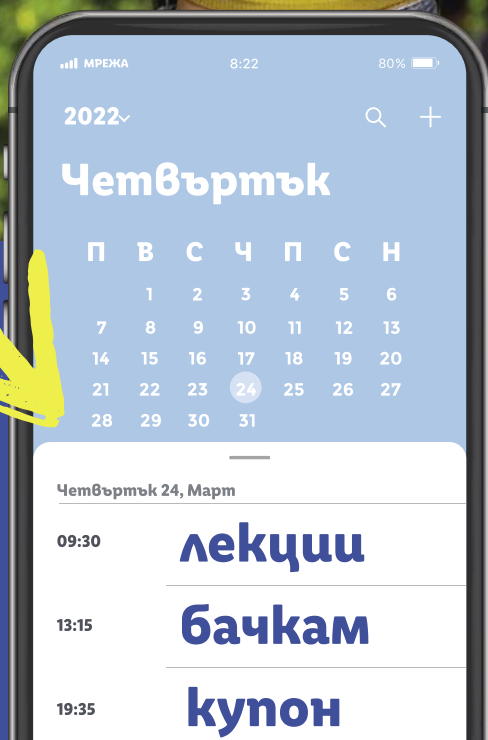 МРЕЖА 8:22 80%
2022
Четвъртък
П В С Ч П С Н
1 2 3 4 5 6
7 8 9 10 11 12 13
14 15 16 17 18 19 20
21 22 23 24 25 26 27
28 29 30 31
Четвъртък 24, Март
09:30 лекции
13:15 бачкам
19:35 купон